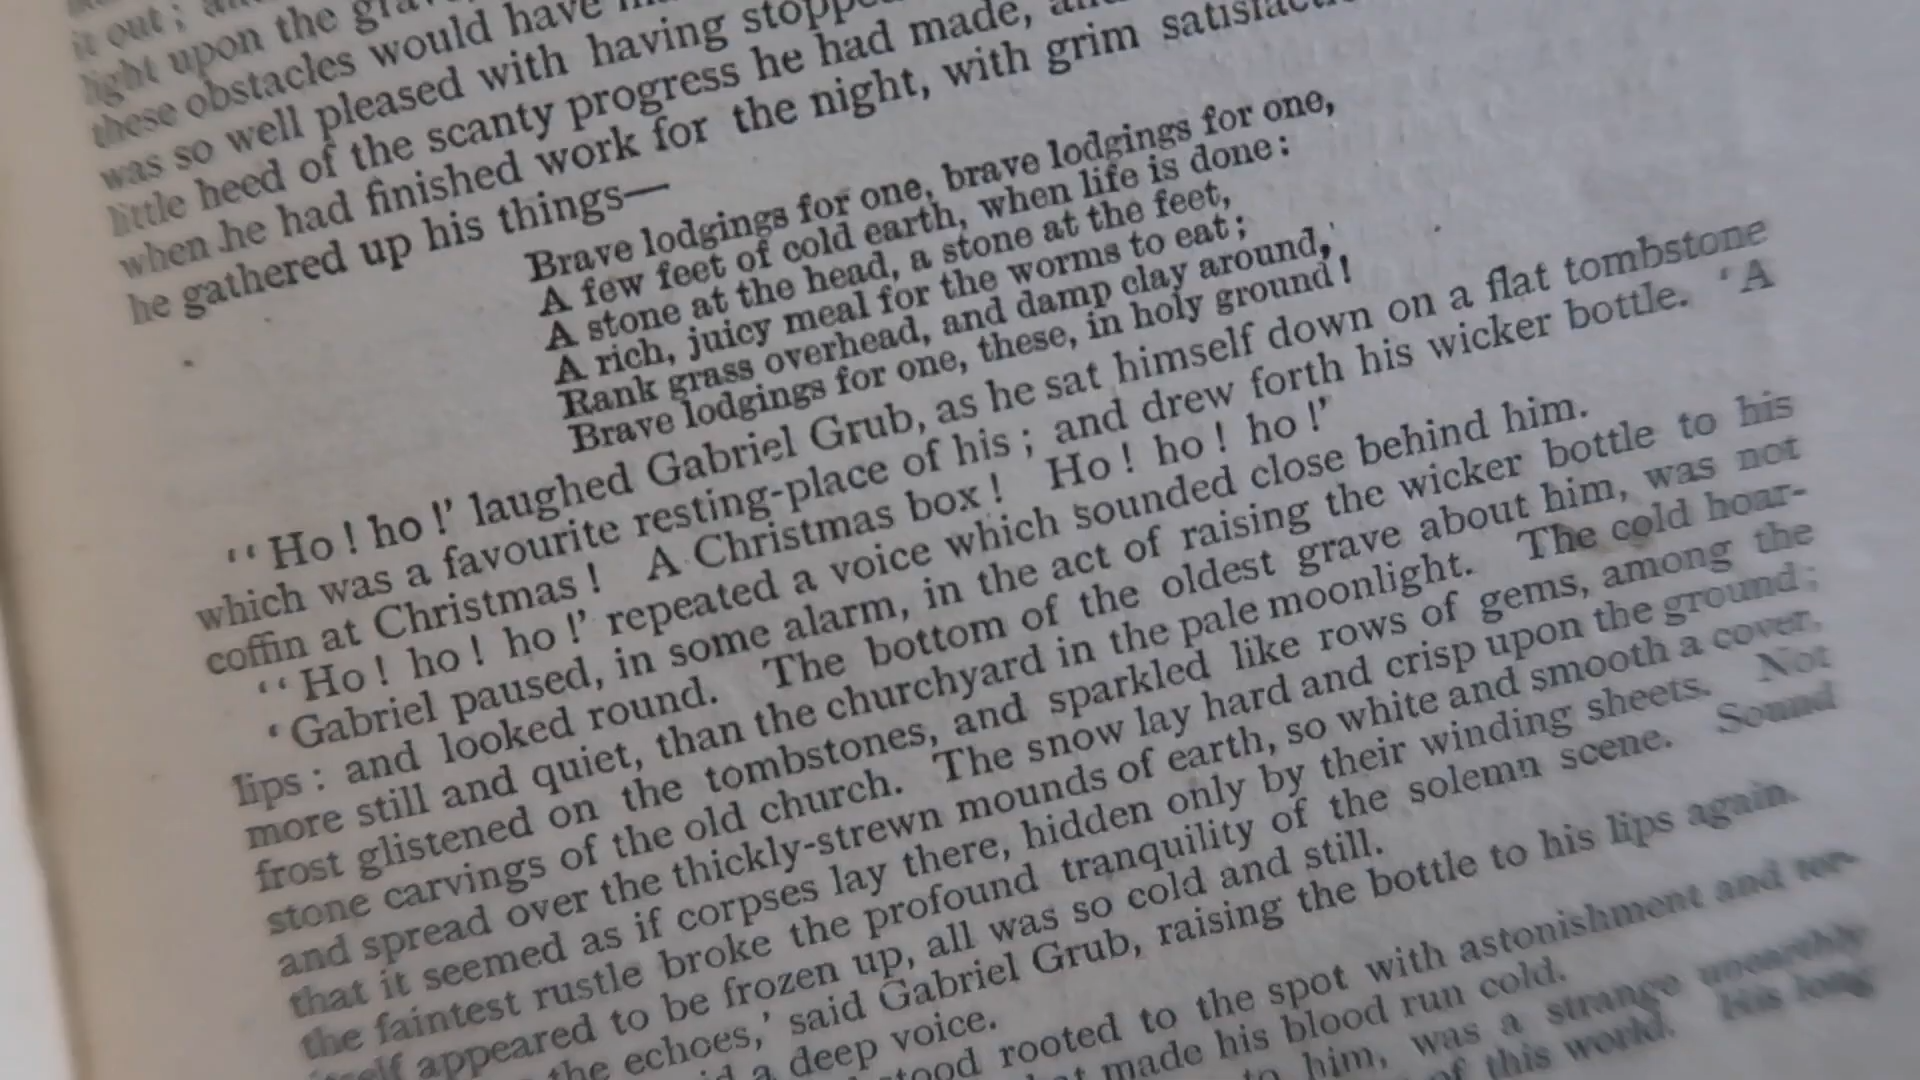 it out;
light upon the
these obstacles would have
was so well pleased with having
little heed of the scanty progress he had made,
when he had finished work for the night, with grim
he gathered up his things—
Brave lodgings for one, brave lodgings for one,
A few feet of cold earth, when life is done:
A stone at the head, a stone at the feet,
A rich, juicy meal for the worms to eat;
Rank grass overhead, and damp clay around,
Brave lodgings for one, these, in holy ground!
‘‘Ho! ho!’ laughed Gabriel Grub, as he sat himself down on a flat tombstone
which was a favourite resting-place of his; and drew forth his wicker bottle. ‘A
coffin at Christmas! A Christmas box! Ho! ho! ho!’
‘‘Ho! ho! ho!’ repeated a voice which sounded close behind him.
‘Gabriel paused, in some alarm, in the act of raising the wicker bottle to his
lips: and looked round. The bottom of the oldest grave about him, was not
more still and quiet, than the churchyard in the pale moonlight. The cold hoar-
frost glistened on the tombstones, and sparkled like rows of gems, among the
stone carvings of the old church. The snow lay hard and crisp upon the ground;
and spread over the thickly-strewn mounds of earth, so white and smooth a cover,
that it seemed as if corpses lay there, hidden only by their winding sheets. Not
the faintest rustle broke the profound tranquility of the solemn scene. Sound
itself appeared to be frozen up, all was so cold and still.
the echoes,’ said Gabriel Grub, raising the bottle to his lips again.
a deep voice.
rooted to the spot with astonishment and ter-
made his blood run cold.
to him, was a strange unearthly
of this world. His long